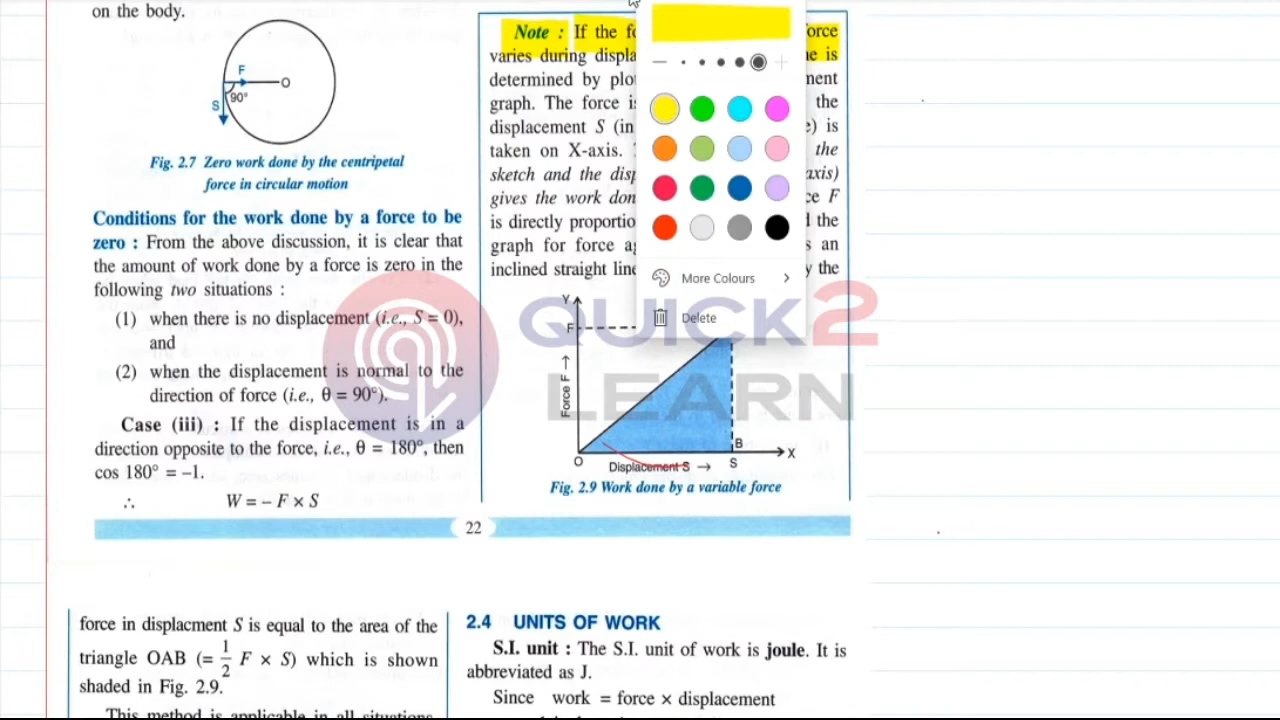 on the body.
F
O
90°
S
Fig. 2.7 Zero work done by the centripetal
force in circular motion
Conditions for the work done by a force to be
zero : From the above discussion, it is clear that
the amount of work done by a force is zero in the
following two situations :
(1) when there is no displacement (i.e., S = 0),
and
(2) when the displacement is normal to the
direction of force (i.e., θ = 90°).
Case (iii) : If the displacement is in a
direction opposite to the force, i.e., θ = 180°, then
cos 180° = –1.
∴ W = – F × S
Note : If the fo orce
varies during displa e is
determined by plo ment
graph. The force is the
displacement S (in e) is
taken on X-axis. the
sketch and the disp axis)
gives the work don ce F
is directly proportio the
graph for force ag s an
inclined straight line y the
More Colours
Delete
Y
F
Force F →
O
Displacement S →
B
S
X
Fig. 2.9 Work done by a variable force
QUICK2
LEARN
22
force in displacment S is equal to the area of the
triangle OAB (= 1/2 F × S) which is shown
shaded in Fig. 2.9.
This method is applicable in all situations
2.4 UNITS OF WORK
S.I. unit : The S.I. unit of work is joule. It is
abbreviated as J.
Since work = force × displacement